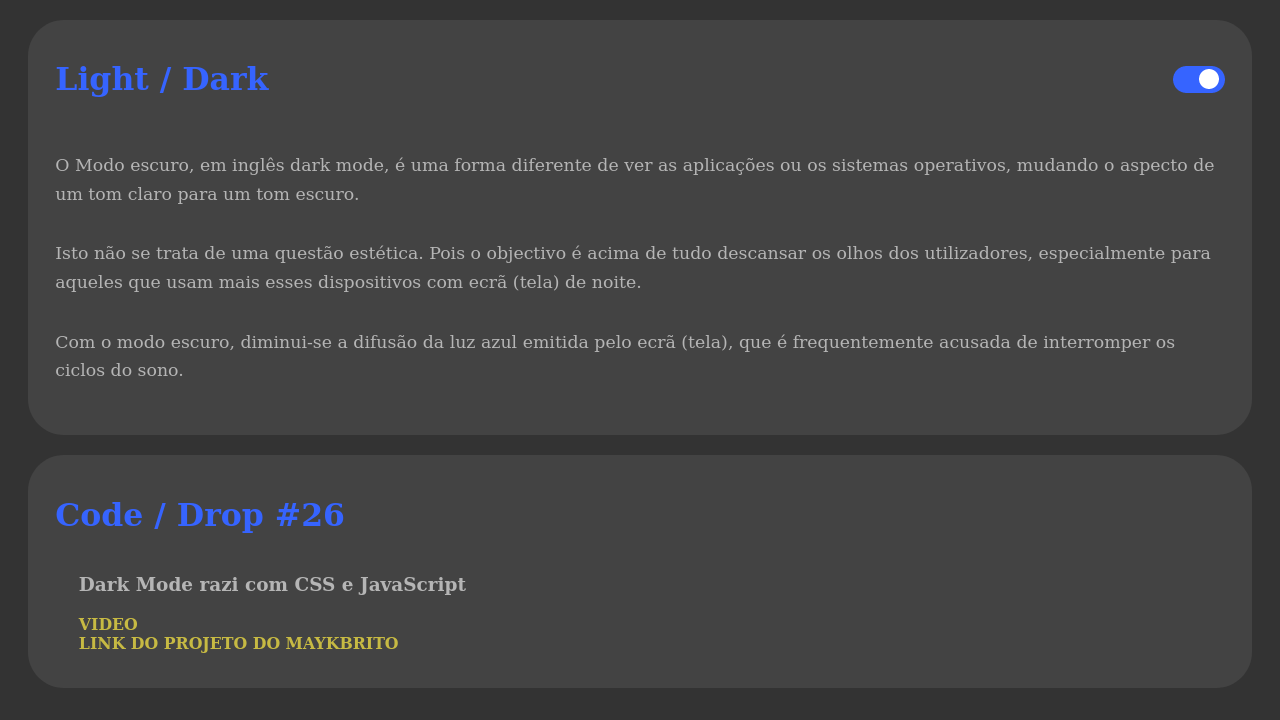 Light / Dark
O Modo escuro, em inglês dark mode, é uma forma diferente de ver as aplicações ou os sistemas operativos, mudando o aspecto de
um tom claro para um tom escuro.
Isto não se trata de uma questão estética. Pois o objectivo é acima de tudo descansar os olhos dos utilizadores, especialmente para
aqueles que usam mais esses dispositivos com ecrã (tela) de noite.
Com o modo escuro, diminui-se a difusão da luz azul emitida pelo ecrã (tela), que é frequentemente acusada de interromper os
ciclos do sono.
Code / Drop #26
Dark Mode razi com CSS e JavaScript
VIDEO
LINK DO PROJETO DO MAYKBRITO